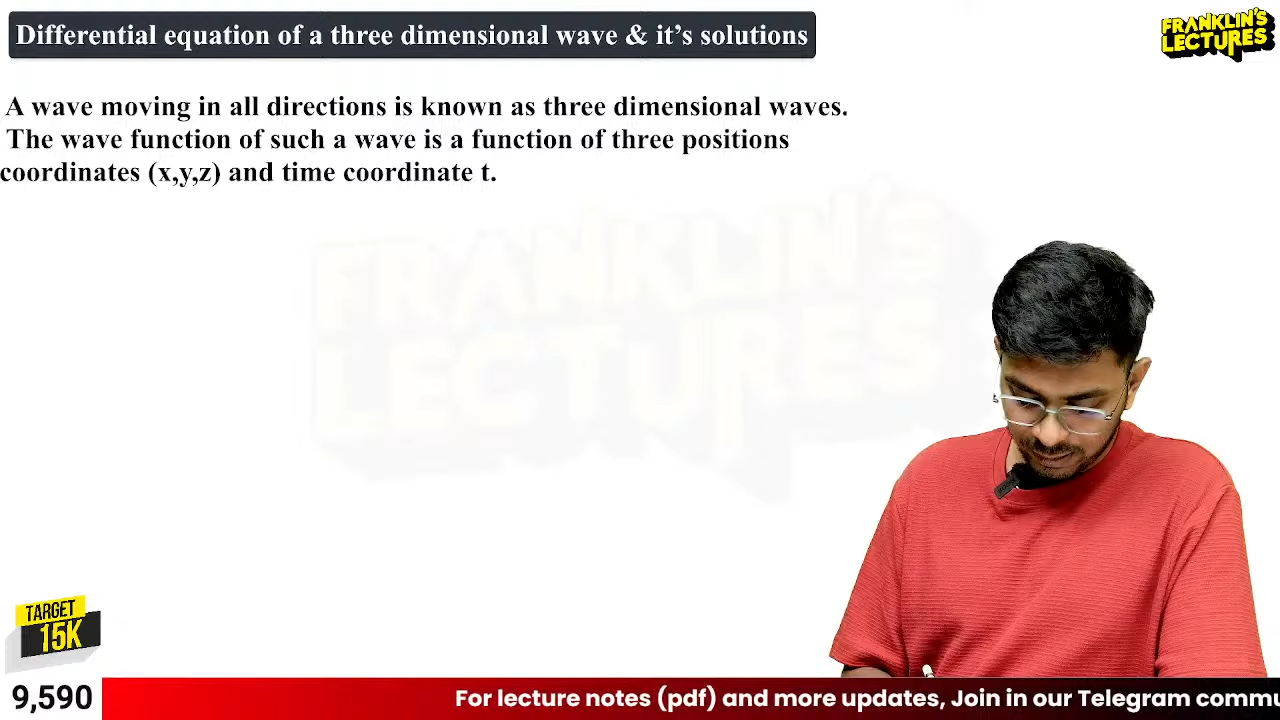 Differential equation of a three dimensional wave & it's solutions
FRANKLIN'S
LECTURES
A wave moving in all directions is known as three dimensional waves.
The wave function of such a wave is a function of three positions
coordinates (x,y,z) and time coordinate t.
FRANKLIN'S
LECTURES
TARGET
15K
9,590
For lecture notes (pdf) and more updates, Join in our Telegram commu